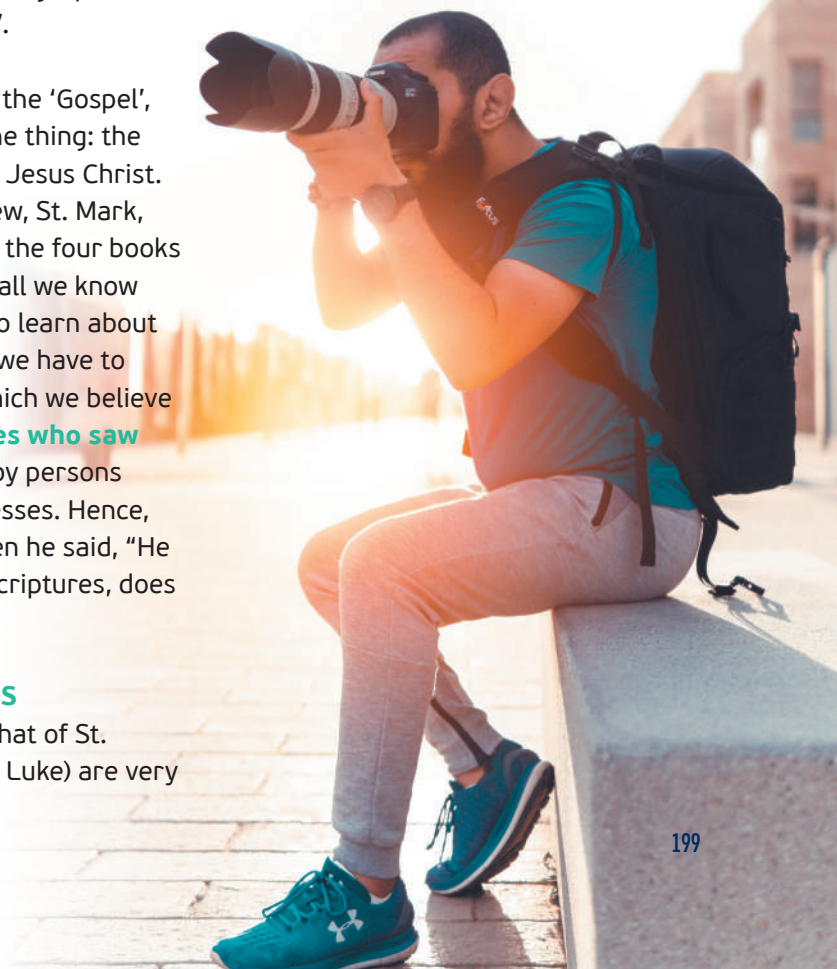 '.
the ‘Gospel’,
ne thing: the
Jesus Christ.
ew, St. Mark,
the four books
all we know
o learn about
we have to
hich we believe
es who saw
by persons
esses. Hence,
en he said, “He
criptures, does
s
hat of St.
Luke) are very
199